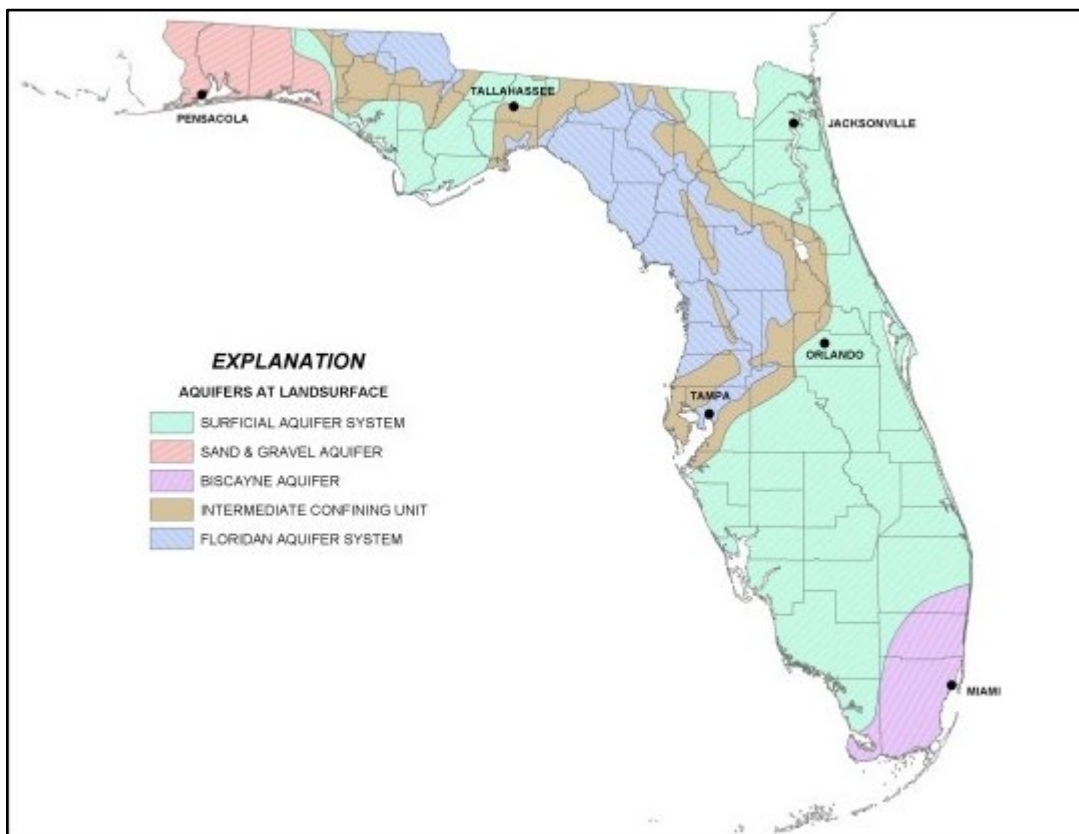 TALLAHASSEE
PENSACOLA
JACKSONVILLE
EXPLANATION
AQUIFERS AT LANDSURFACE
SURFICIAL AQUIFER SYSTEM
SAND & GRAVEL AQUIFER
BISCAYNE AQUIFER
INTERMEDIATE CONFINING UNIT
FLORIDAN AQUIFER SYSTEM
ORLANDO
TAMPA
MIAMI